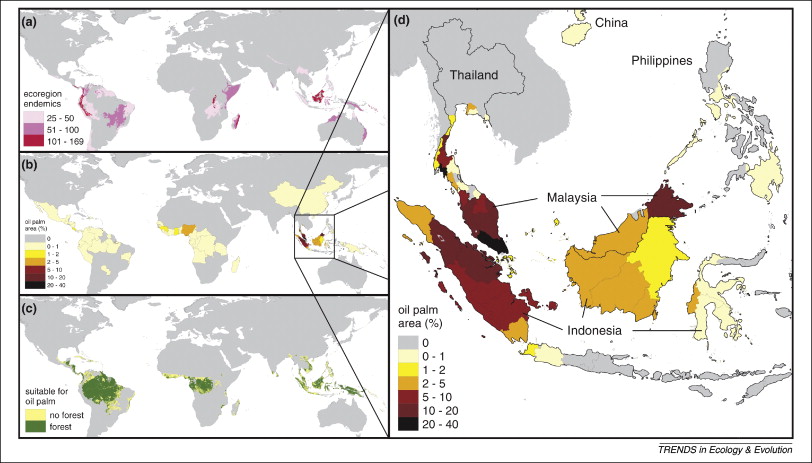 (a)
ecoregion
endemics
25 - 50
51 - 100
101 - 169
(b)
oil palm
area (%)
0
0 - 1
1 - 2
2 - 5
5 - 10
10 - 20
20 - 40
(c)
suitable for
oil palm
no forest
forest
(d)
China
Philippines
Thailand
Malaysia
Indonesia
oil palm
area (%)
0
0 - 1
1 - 2
2 - 5
5 - 10
10 - 20
20 - 40
TRENDS in Ecology & Evolution